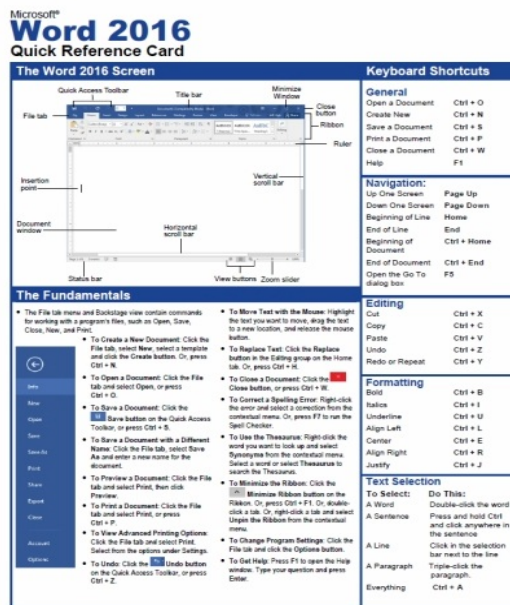 Microsoft®
Word 2016
Quick Reference Card
The Word 2016 Screen
Quick Access Toolbar
Title bar
Minimize
Window
Close
button
File tab
Ribbon
Ruler
Insertion
point
Vertical
scroll bar
Document
window
Horizontal
scroll bar
Status bar
View buttons
Zoom slider
The Fundamentals
• The File tab menu and Backstage view contain commands
for working with a program's files, such as Open, Save,
Close, New, and Print.
Info
New
Open
Save
Save As
Print
Share
Export
Close
Account
Options
• To Create a New Document: Click the
File tab, select New, select a template
and click the Create button. Or, press
Ctrl + N.
• To Open a Document: Click the File
tab and select Open, or press
Ctrl + O.
• To Save a Document: Click the
Save button on the Quick Access
Toolbar, or press Ctrl + S.
• To Save a Document with a Different
Name: Click the File tab, select Save
As and enter a new name for the
document.
• To Preview a Document: Click the File
tab and select Print, then click
Preview.
• To Print a Document: Click the File
tab and select Print, or press
Ctrl + P.
• To View Advanced Printing Options:
Click the File tab and select Print.
Select from the options under Settings.
• To Undo: Click the Undo button
on the Quick Access Toolbar, or press
Ctrl + Z.
• To Move Text with the Mouse: Highlight
the text you want to move, drag the text
to a new location, and release the mouse
button.
• To Replace Text: Click the Replace
button in the Editing group on the Home
tab. Or, press Ctrl + H.
• To Close a Document: Click the
Close button, or press Ctrl + W.
• To Correct a Spelling Error: Right-click
the error and select a correction from the
contextual menu. Or, press F7 to run the
Spell Checker.
• To Use the Thesaurus: Right-click the
word you want to look up and select
Synonyms from the contextual menu.
Select a word or select Thesaurus to
search the Thesaurus.
• To Minimize the Ribbon: Click the
Minimize Ribbon button on the
Ribbon. Or, press Ctrl + F1. Or, double-
click a tab. Or, right-click a tab and select
Unpin the Ribbon from the contextual
menu.
• To Change Program Settings: Click the
File tab and click the Options button.
• To Get Help: Press F1 to open the Help
window. Type your question and press
Enter.
Keyboard Shortcuts
General
Open a Document Ctrl + O
Create New Ctrl + N
Save a Document Ctrl + S
Print a Document Ctrl + P
Close a Document Ctrl + W
Help F1
Navigation:
Up One Screen Page Up
Down One Screen Page Down
Beginning of Line Home
End of Line End
Beginning of Ctrl + Home
Document
End of Document Ctrl + End
Open the Go To F5
dialog box
Editing
Cut Ctrl + X
Copy Ctrl + C
Paste Ctrl + V
Undo Ctrl + Z
Redo or Repeat Ctrl + Y
Formatting
Bold Ctrl + B
Italics Ctrl + I
Underline Ctrl + U
Align Left Ctrl + L
Center Ctrl + E
Align Right Ctrl + R
Justify Ctrl + J
Text Selection
To Select: Do This:
A Word Double-click the word
A Sentence Press and hold Ctrl
and click anywhere in
the sentence
A Line Click in the selection
bar next to the line
A Paragraph Triple-click the
paragraph.
Everything Ctrl + A